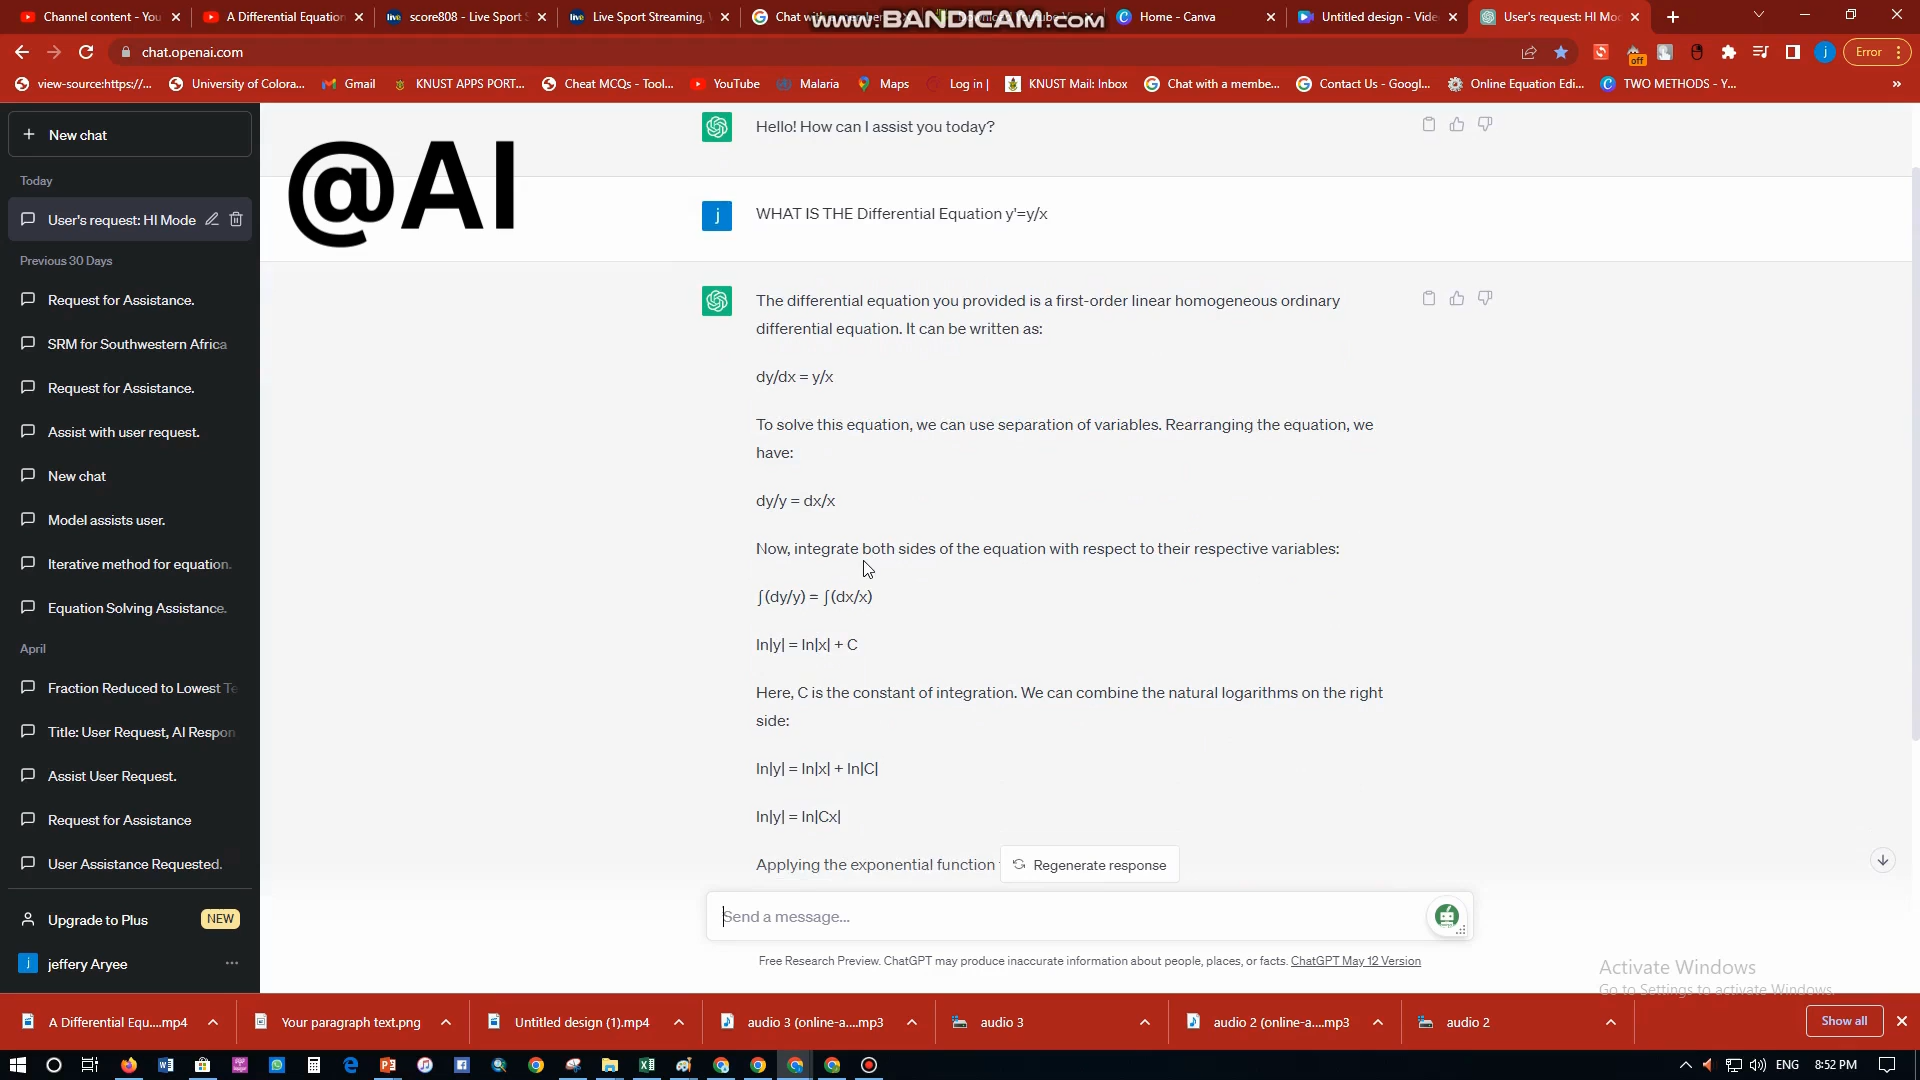 Channel content - You
A Differential Equation
score808 - Live Sport S
Live Sport Streaming,
Chat with a membe
www.BANDICAM.com
Home - Canva
Untitled design - Vide
User's request: HI Mod
chat.openai.com
off
j
Error
view-source:https://...
University of Colora...
Gmail
KNUST APPS PORT...
Cheat MCQs - Tool...
YouTube
Malaria
Maps
Log in |
KNUST Mail: Inbox
Chat with a membe...
Contact Us - Googl...
Online Equation Edi...
TWO METHODS - Y...
»
+ New chat
Today
User's request: HI Mode
Previous 30 Days
Request for Assistance.
SRM for Southwestern Africa
Request for Assistance.
Assist with user request.
New chat
Model assists user.
Iterative method for equation.
Equation Solving Assistance.
April
Fraction Reduced to Lowest Te
Title: User Request, AI Respon
Assist User Request.
Request for Assistance
User Assistance Requested.
Upgrade to Plus
NEW
j
jeffery Aryee
...
@AI
Hello! How can I assist you today?
j
WHAT IS THE Differential Equation y'=y/x
The differential equation you provided is a first-order linear homogeneous ordinary
differential equation. It can be written as:
dy/dx = y/x
To solve this equation, we can use separation of variables. Rearranging the equation, we
have:
dy/y = dx/x
Now, integrate both sides of the equation with respect to their respective variables:
∫(dy/y) = ∫(dx/x)
ln|y| = ln|x| + C
Here, C is the constant of integration. We can combine the natural logarithms on the right
side:
ln|y| = ln|x| + ln|C|
ln|y| = ln|Cx|
Applying the exponential function
Regenerate response
Send a message...
Free Research Preview. ChatGPT may produce inaccurate information about people, places, or facts. ChatGPT May 12 Version
Activate Windows
Go to Settings to activate Windows.
A Differential Equ....mp4
Your paragraph text.png
Untitled design (1).mp4
audio 3 (online-a....mp3
audio 3
audio 2 (online-a....mp3
audio 2
Show all
ENG
8:52 PM